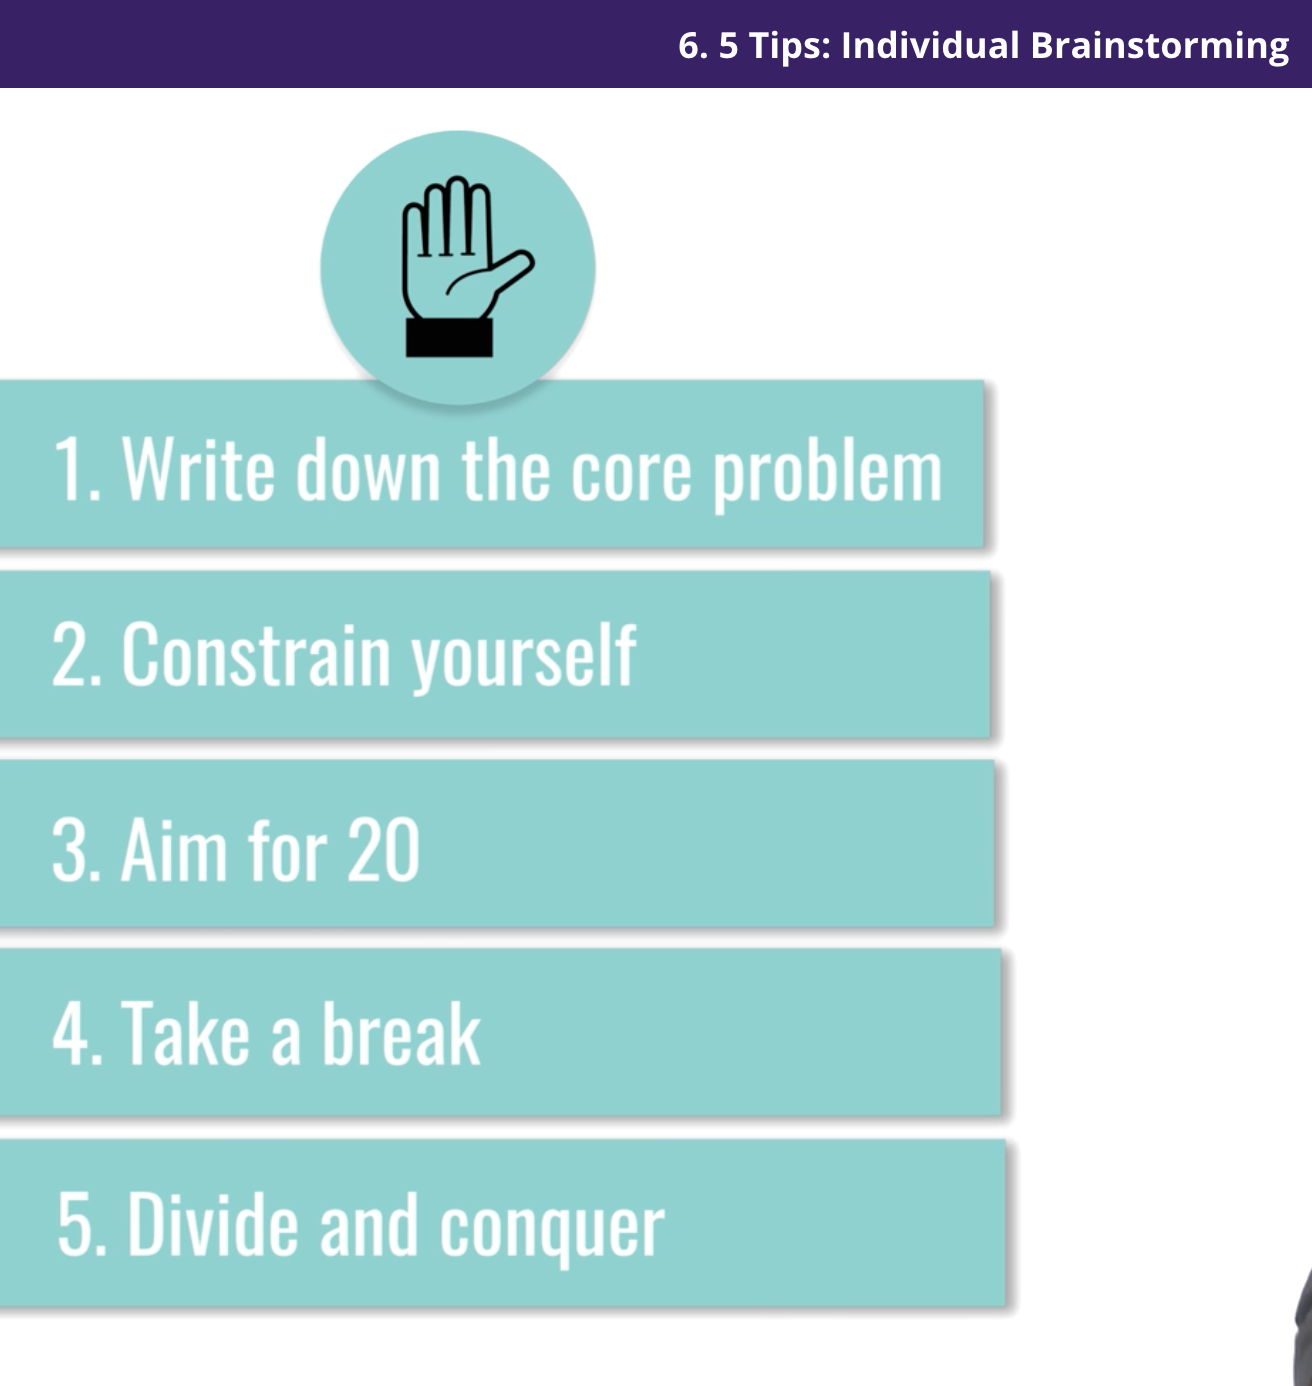 6. 5 Tips: Individual Brainstorming
1. Write down the core problem
2. Constrain yourself
3. Aim for 20
4. Take a break
5. Divide and conquer